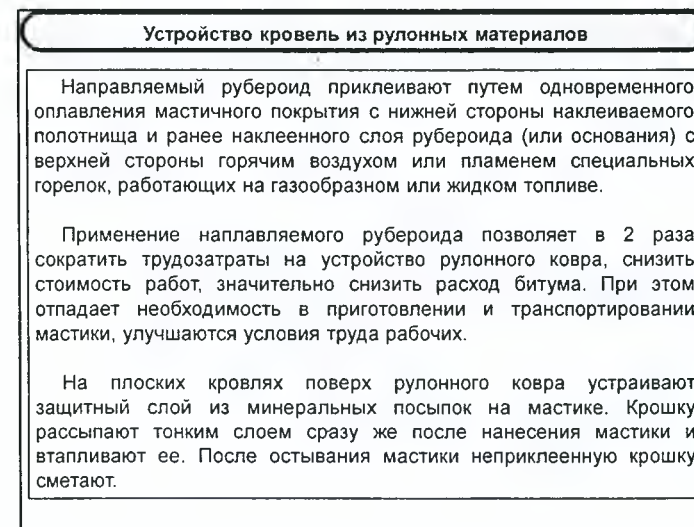 Устройство кровель из рулонных материалов
Направляемый рубероид приклеивают путем одновременного
оплавления мастичного покрытия с нижней стороны наклеиваемого
полотнища и ранее наклеенного слоя рубероида (или основания) с
верхней стороны горячим воздухом или пламенем специальных
горелок, работающих на газообразном или жидком топливе.
Применение наплавляемого рубероида позволяет в 2 раза
сократить трудозатраты на устройство рулонного ковра, снизить
стоимость работ, значительно снизить расход битума. При этом
отпадает необходимость в приготовлении и транспортировании
мастики, улучшаются условия труда рабочих.
На плоских кровлях поверх рулонного ковра устраивают
защитный слой из минеральных посыпок на мастике. Крошку
рассыпают тонким слоем сразу же после нанесения мастики и
втапливают ее. После остывания мастики неприклеенную крошку
сметают.